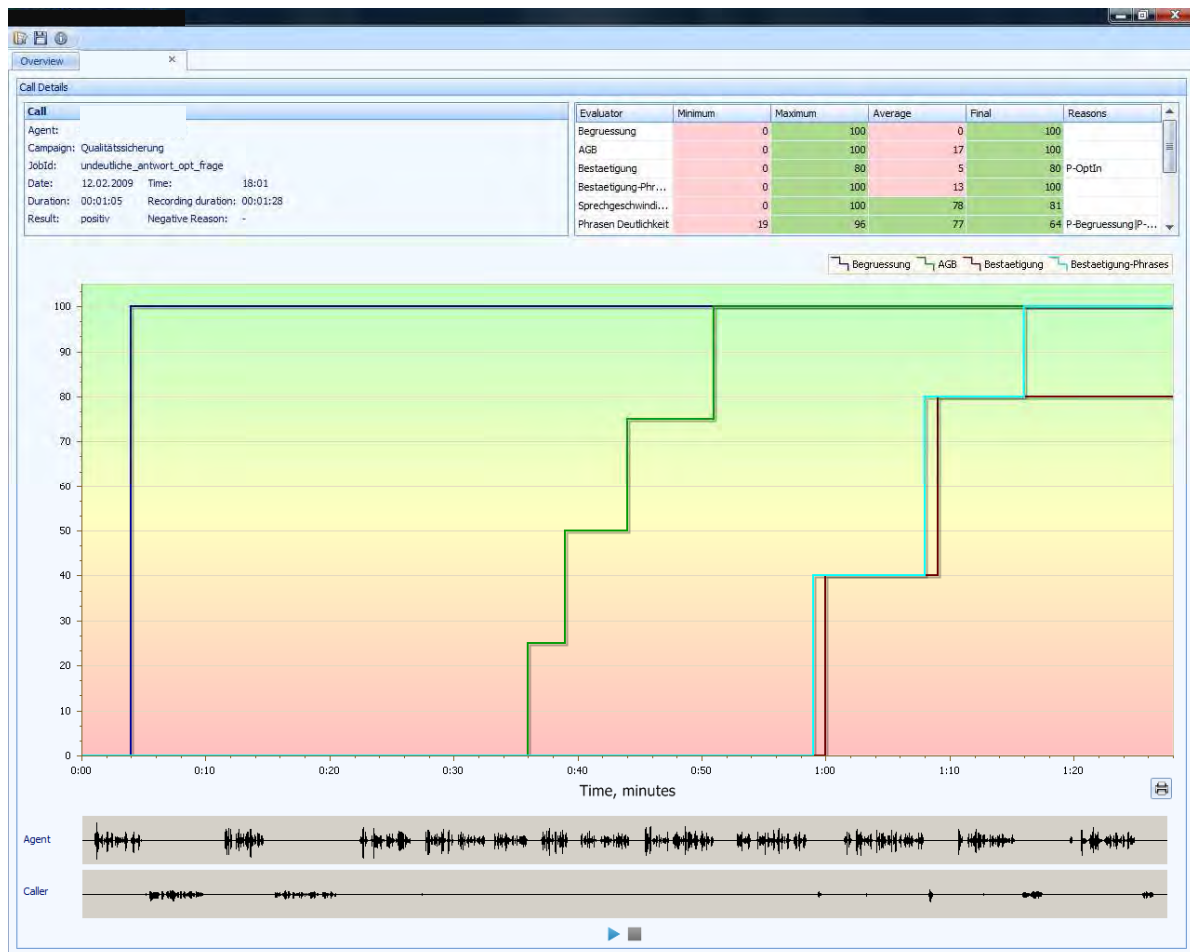 Overview
Call Details
Call
Agent:
Campaign: Qualitätssicherung
JobId: undeutliche_antwort_opt_frage
Date: 12.02.2009 Time: 18:01
Duration: 00:01:05 Recording duration: 00:01:28
Result: positiv Negative Reason: -
Evaluator Minimum Maximum Average Final Reasons
Begruessung 0 100 0 100
AGB 0 100 17 100
Bestaetigung 0 80 5 80 P-OptIn
Bestaetigung-Phr... 0 100 13 100
Sprechgeschwindi... 0 100 78 81
Phrasen Deutlichkeit 19 96 77 64 P-Begruessung|P-...
Begruessung AGB Bestaetigung Bestaetigung-Phrases
100
90
80
70
60
50
40
30
20
10
0
0:00 0:10 0:20 0:30 0:40 0:50 1:00 1:10 1:20
Time, minutes
Agent
Caller